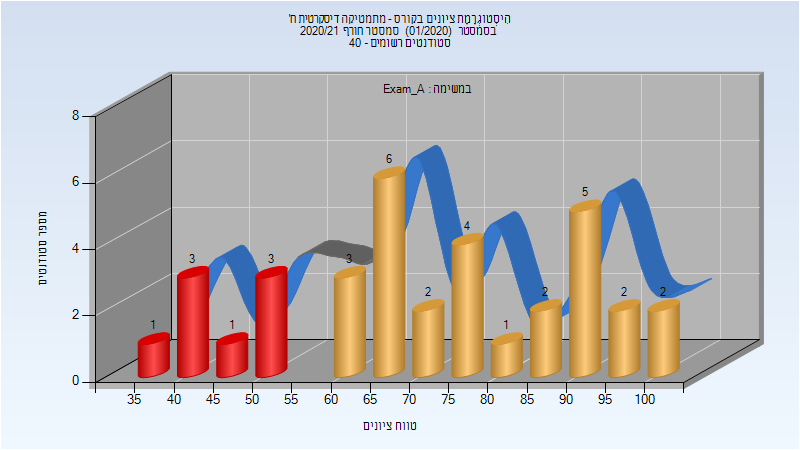 היסטוגרמת ציונים בקורס - מתמטיקה דיסקרטית ח'
בסמסטר (01/2020) סמסטר חורף 2020/21
סטודנטים רשומים - 40
במשימה : Exam_A
מספר סטודנטים
8
6
4
2
0
1
3
1
3
3
6
2
4
1
2
5
2
2
35 40 45 50 55 60 65 70 75 80 85 90 95 100
טווח ציונים